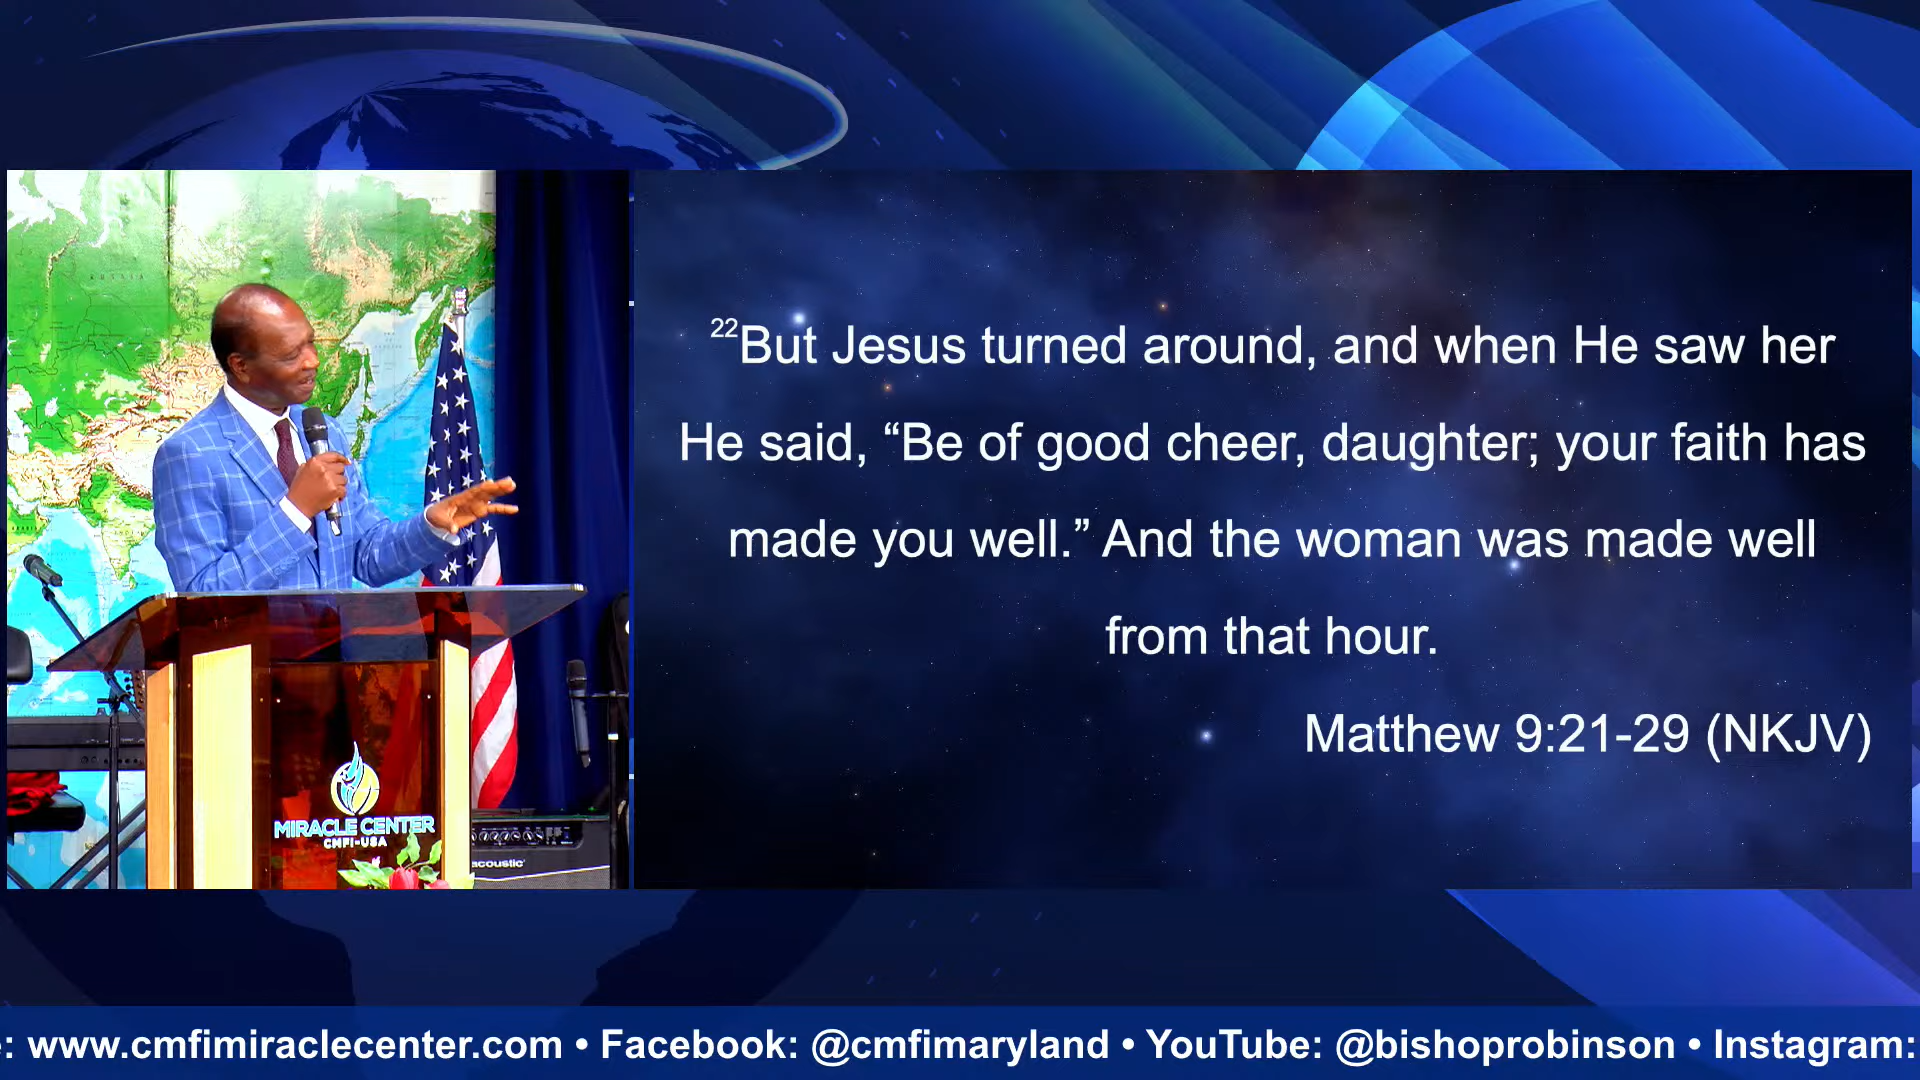 ²²But Jesus turned around, and when He saw her
He said, “Be of good cheer, daughter; your faith has
made you well.” And the woman was made well
from that hour.
Matthew 9:21-29 (NKJV)
MIRACLE CENTER
CMFI-USA
acoustic
: www.cmfimiraclecenter.com • Facebook: @cmfimaryland • YouTube: @bishoprobinson • Instagram: